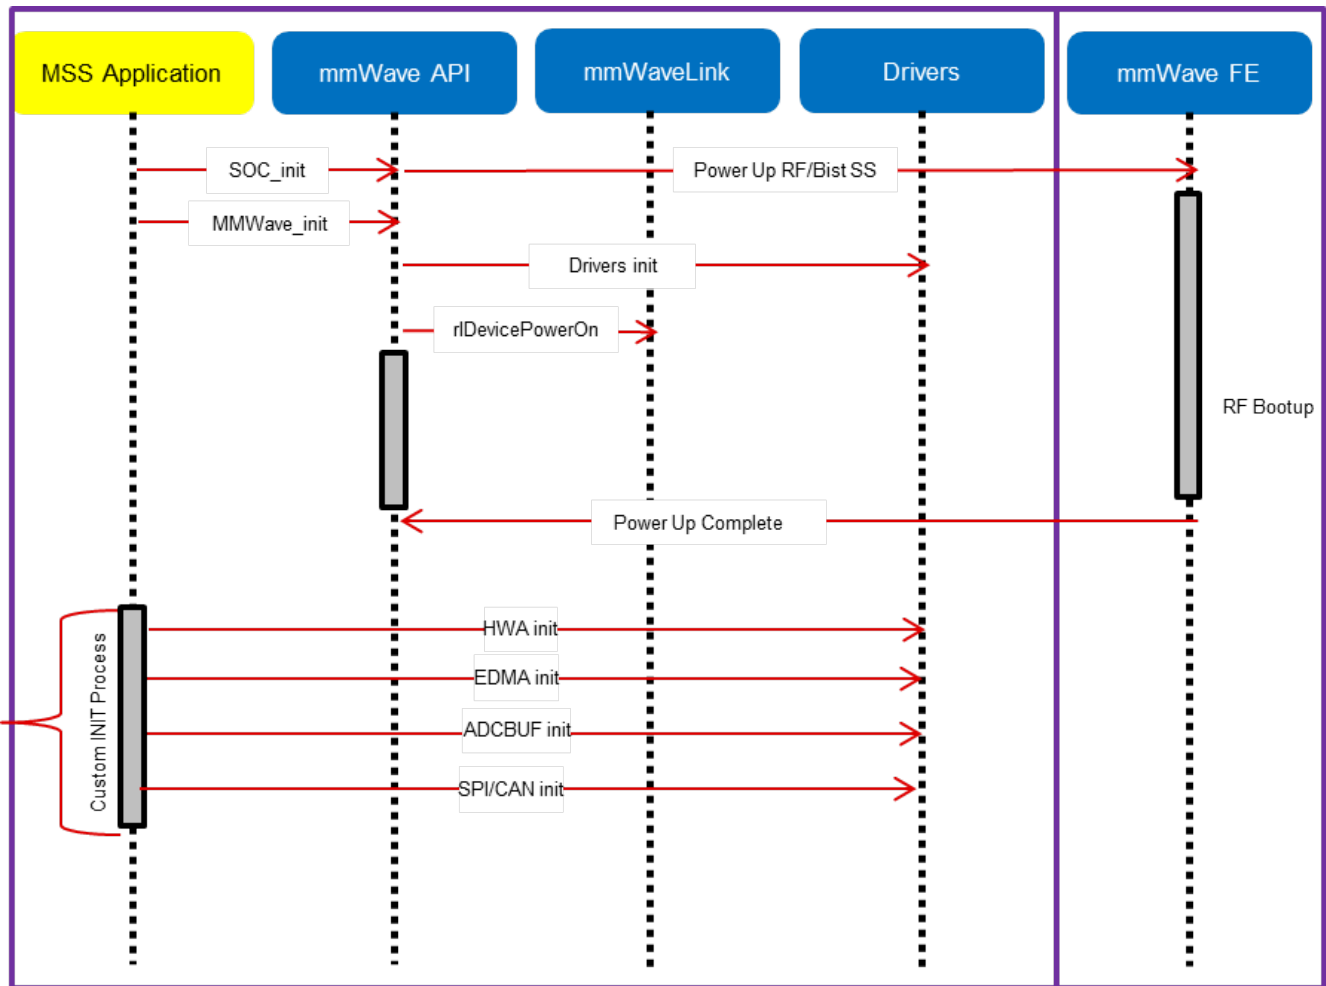 MSS Application
mmWave API
mmWaveLink
Drivers
mmWave FE
SOC_init
Power Up RF/Bist SS
MMWave_init
Drivers init
rlDevicePowerOn
RF Bootup
Power Up Complete
Custom INIT Process
HWA init
EDMA init
ADCBUF init
SPI/CAN init